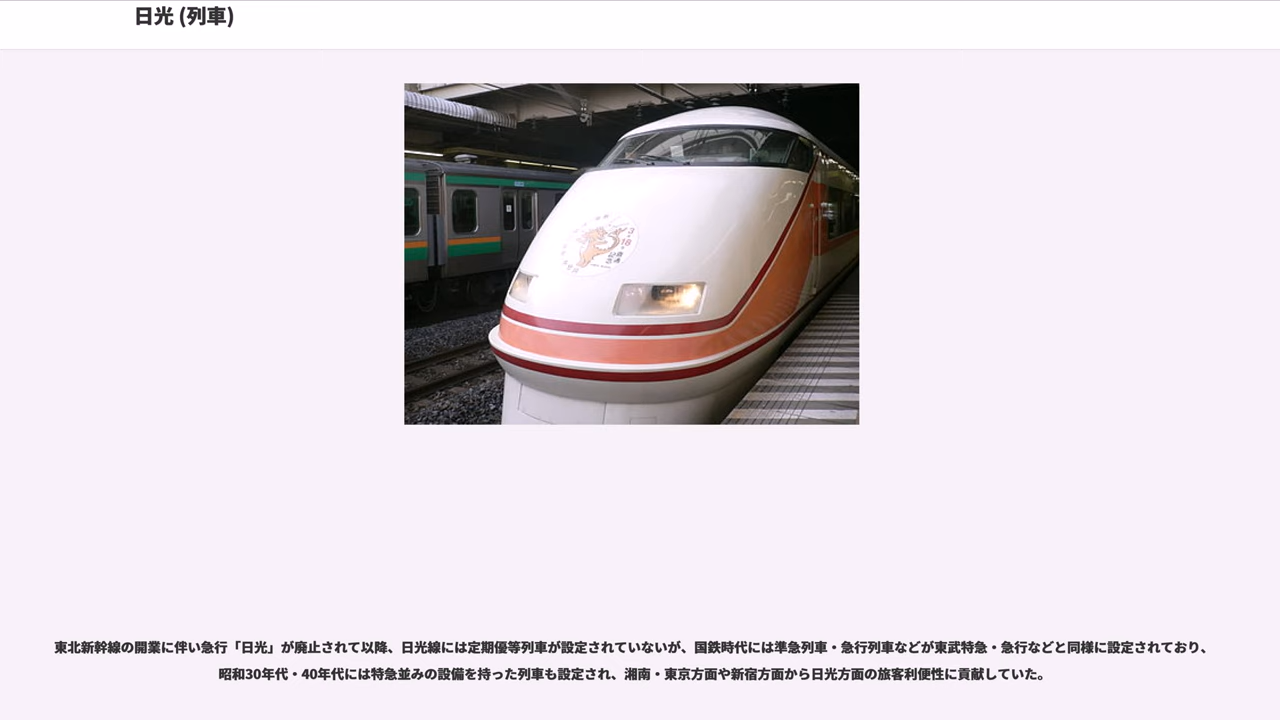 日光 (列車)
東北新幹線の開業に伴い急行「日光」が廃止されて以降、日光線には定期優等列車が設定されていないが、国鉄時代には準急列車・急行列車などが東武特急・急行などと同様に設定されており、
昭和30年代・40年代には特急並みの設備を持った列車も設定され、湘南・東京方面や新宿方面から日光方面の旅客利便性に貢献していた。